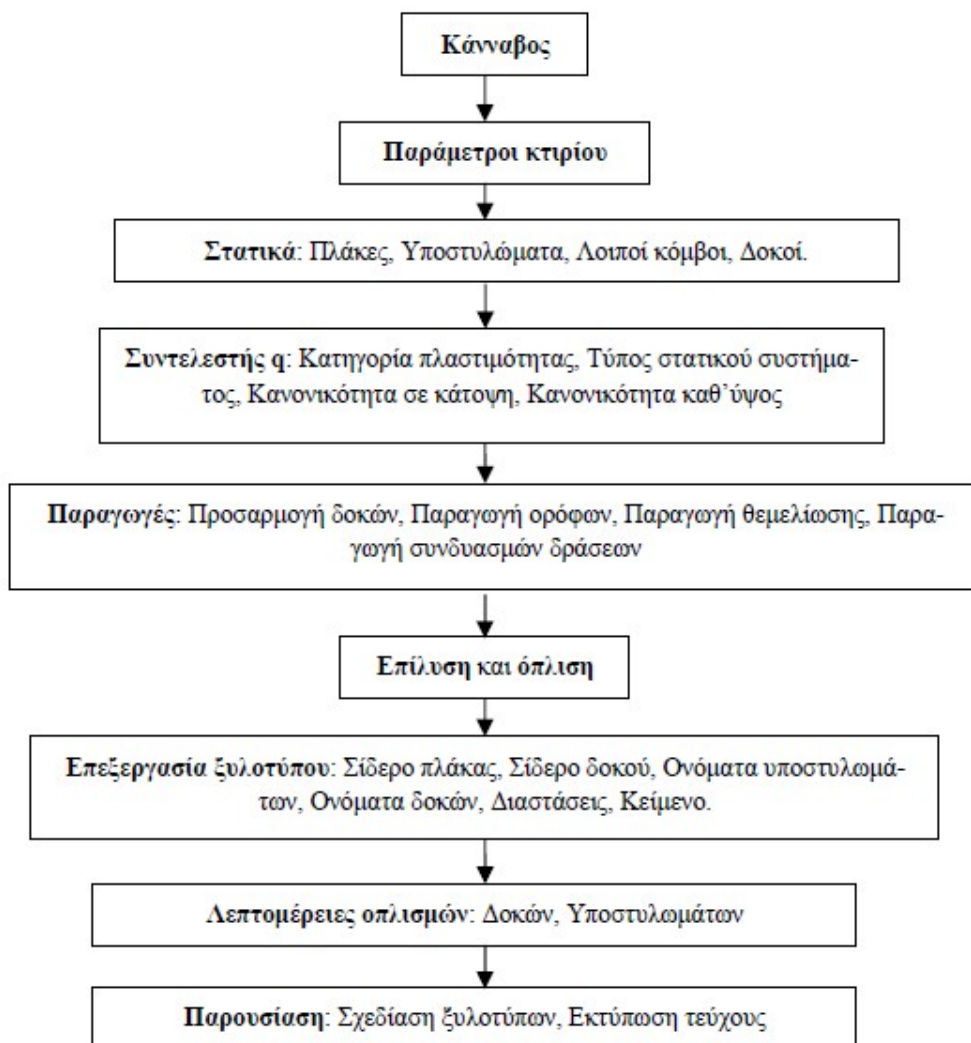 Κάνναβος
Παράμετροι κτιρίου
Στατικά: Πλάκες, Υποστυλώματα, Λοιποί κόμβοι, Δοκοί.
Συντελεστής q: Κατηγορία πλαστιμότητας, Τύπος στατικού συστήμα-
τος, Κανονικότητα σε κάτοψη, Κανονικότητα καθ’ύψος
Παραγωγές: Προσαρμογή δοκών, Παραγωγή ορόφων, Παραγωγή θεμελίωσης, Παρα-
γωγή συνδυασμών δράσεων
Επίλυση και όπλιση
Επεξεργασία ξυλοτύπου: Σίδερο πλάκας, Σίδερο δοκού, Ονόματα υποστυλωμά-
των, Ονόματα δοκών, Διαστάσεις, Κείμενο.
Λεπτομέρειες οπλισμών: Δοκών, Υποστυλωμάτων
Παρουσίαση: Σχεδίαση ξυλοτύπων, Εκτύπωση τεύχους